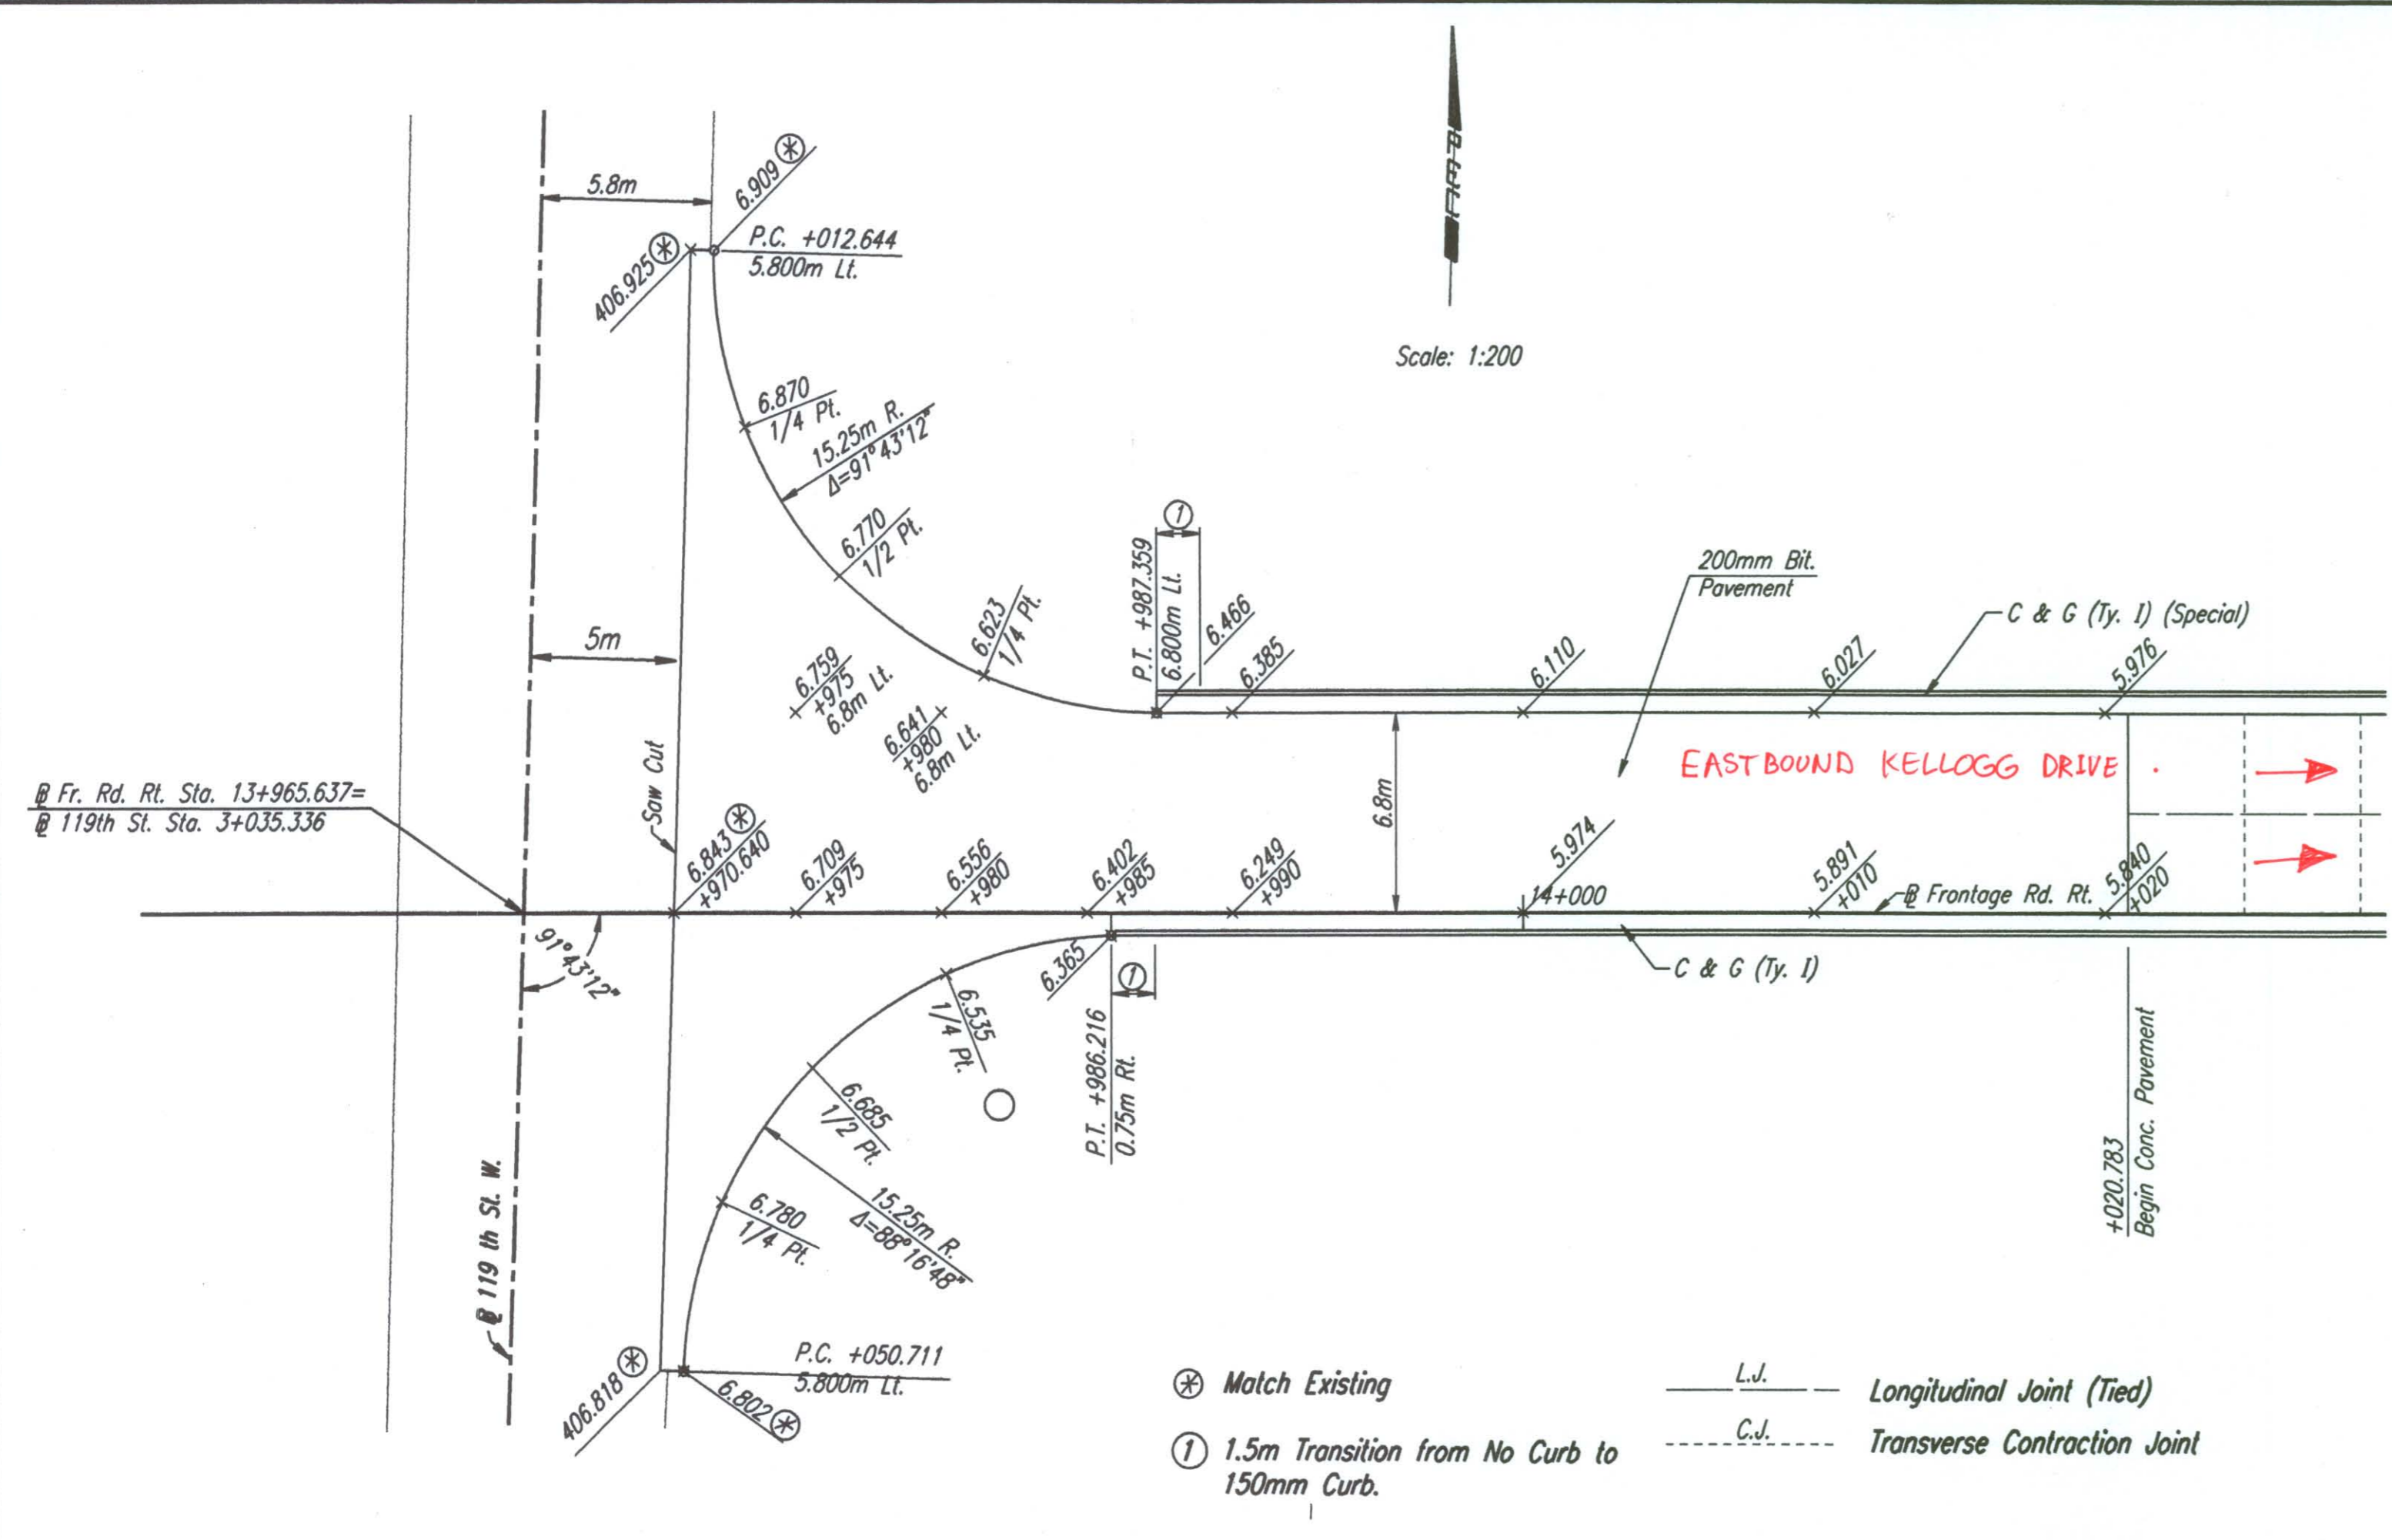 5.8m
6.909 *
P.C. +012.644
5.800m Lt.
406.925 *
Scale: 1:200
6.870
1/4 Pt.
15.25m R.
Δ=91°43'12"
6.770
1/2 Pt.
6.623
1/4 Pt.
1
P.T. +987.359
6.800m Lt.
6.466
6.385
6.110
6.027
5.976
200mm Bit.
Pavement
C & G (Ty. I) (Special)
5m
6.759
+975
6.8m Lt.
6.641
+980
6.8m Lt.
6.8m
EASTBOUND KELLOGG DRIVE
Saw Cut
℄ Fr. Rd. Rt. Sta. 13+965.637=
℄ 119th St. Sta. 3+035.336
6.843 *
+970.640
6.709
+975
6.556
+980
6.402
+985
6.249
+990
5.974
14+000
5.891
+010
5.840
+020
℄ Frontage Rd. Rt.
91°43'12"
6.365
1
C & G (Ty. I)
6.535
1/4 Pt.
P.T. +986.216
0.75m Rt.
6.685
1/2 Pt.
15.25m R.
Δ=88°16'48"
6.780
1/4 Pt.
+020.783
Begin Conc. Pavement
℄ 119 th St. W.
P.C. +050.711
5.800m Lt.
406.818 *
6.802 *
* Match Existing
1 1.5m Transition from No Curb to
150mm Curb.
L.J. Longitudinal Joint (Tied)
C.J. Transverse Contraction Joint